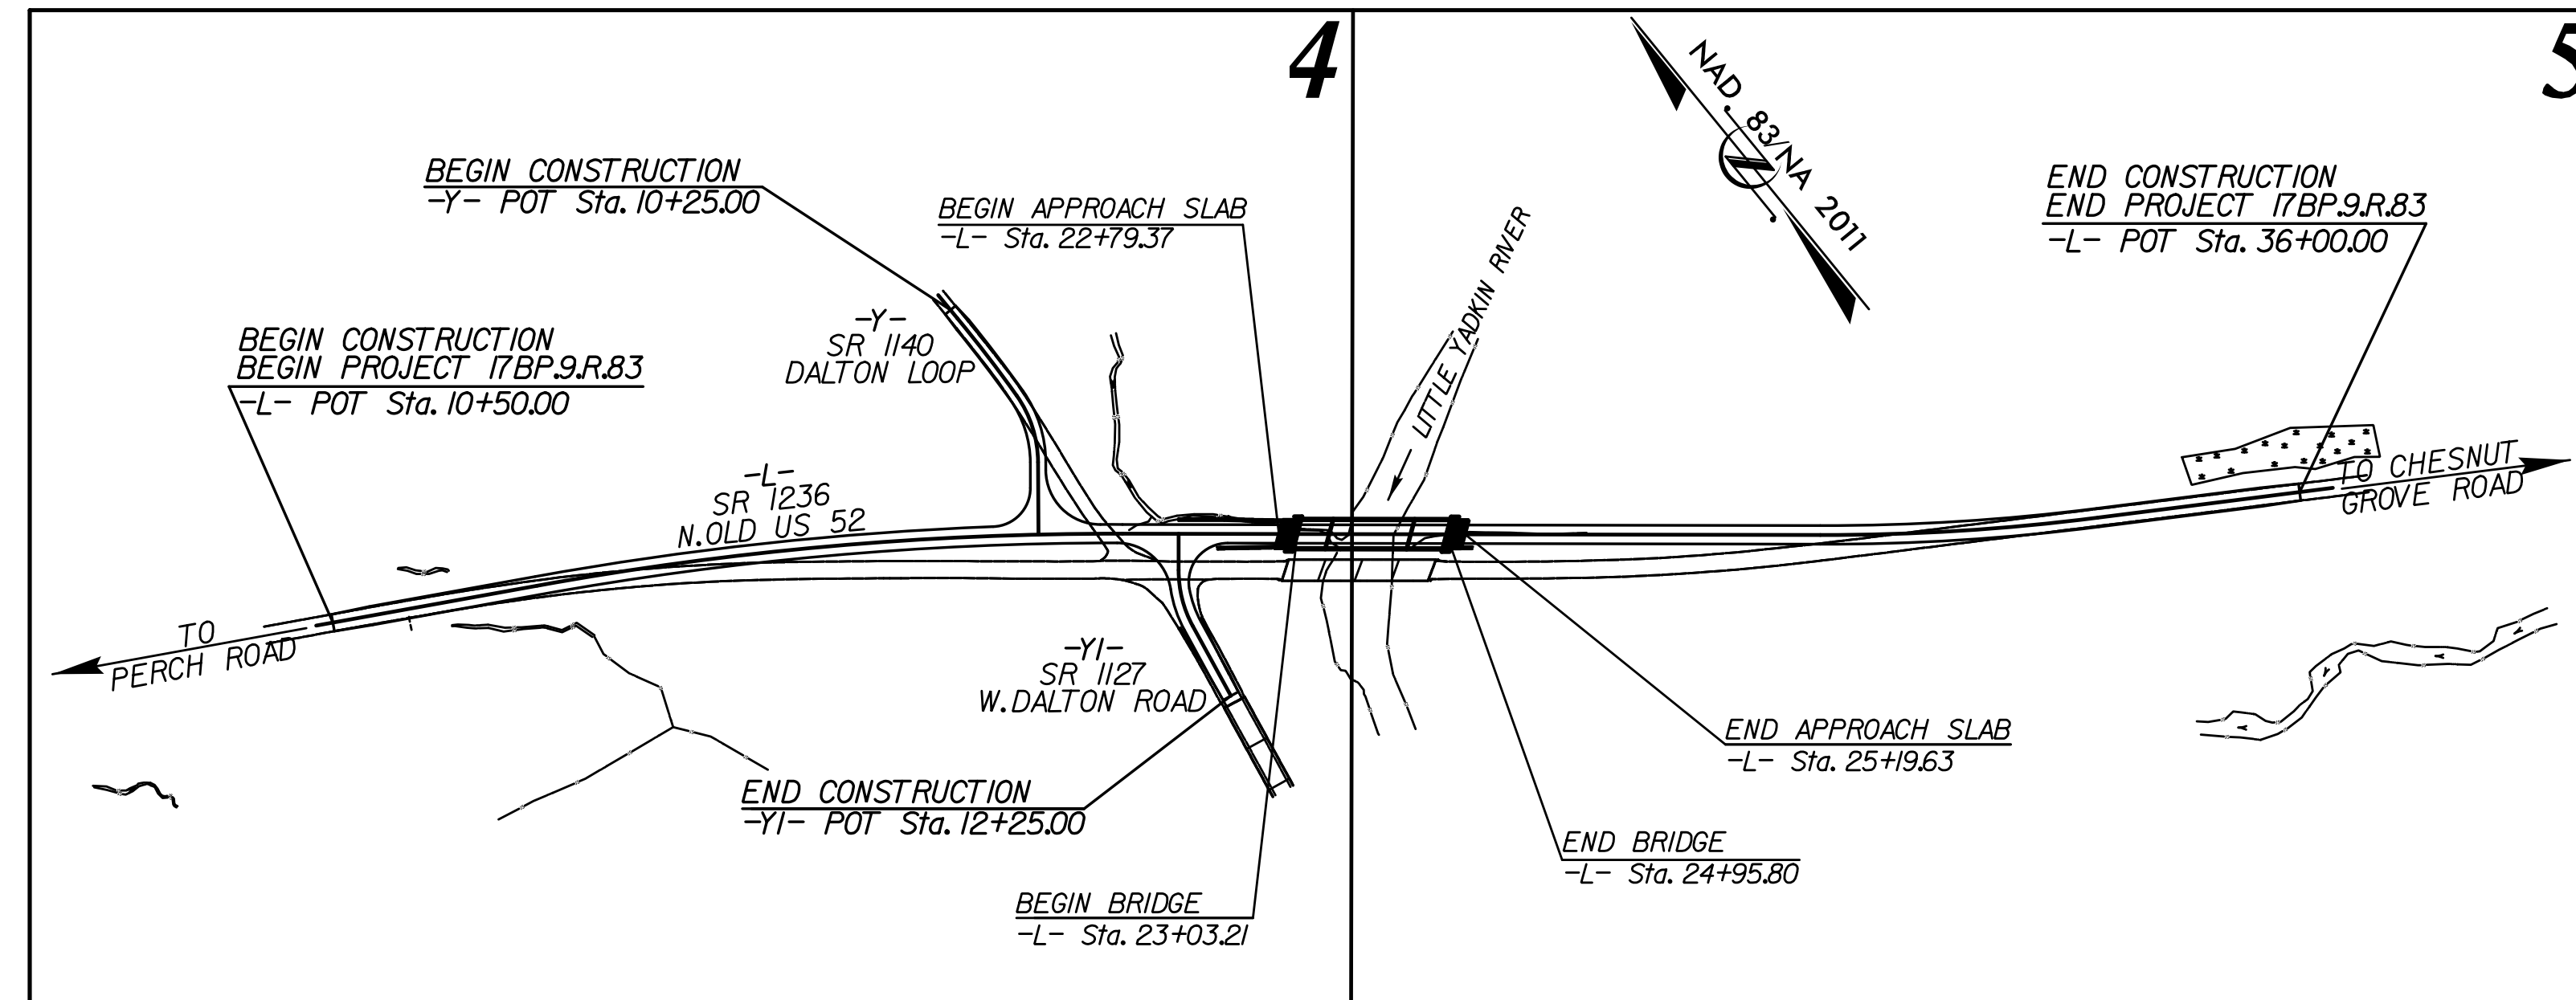 4
5
NAD. 83/NA 2011
BEGIN CONSTRUCTION
-Y- POT Sta. 10+25.00
BEGIN APPROACH SLAB
-L- Sta. 22+79.37
END CONSTRUCTION
END PROJECT 17BP.9.R.83
-L- POT Sta. 36+00.00
LITTLE YADKIN RIVER
BEGIN CONSTRUCTION
BEGIN PROJECT 17BP.9.R.83
-L- POT Sta. 10+50.00
-Y-
SR 1140
DALTON LOOP
-L-
SR 1236
N. OLD US 52
TO CHESNUT
GROVE ROAD
TO
PERCH ROAD
-Y1-
SR 1127
W. DALTON ROAD
END APPROACH SLAB
-L- Sta. 25+19.63
END CONSTRUCTION
-Y1- POT Sta. 12+25.00
END BRIDGE
-L- Sta. 24+95.80
BEGIN BRIDGE
-L- Sta. 23+03.21